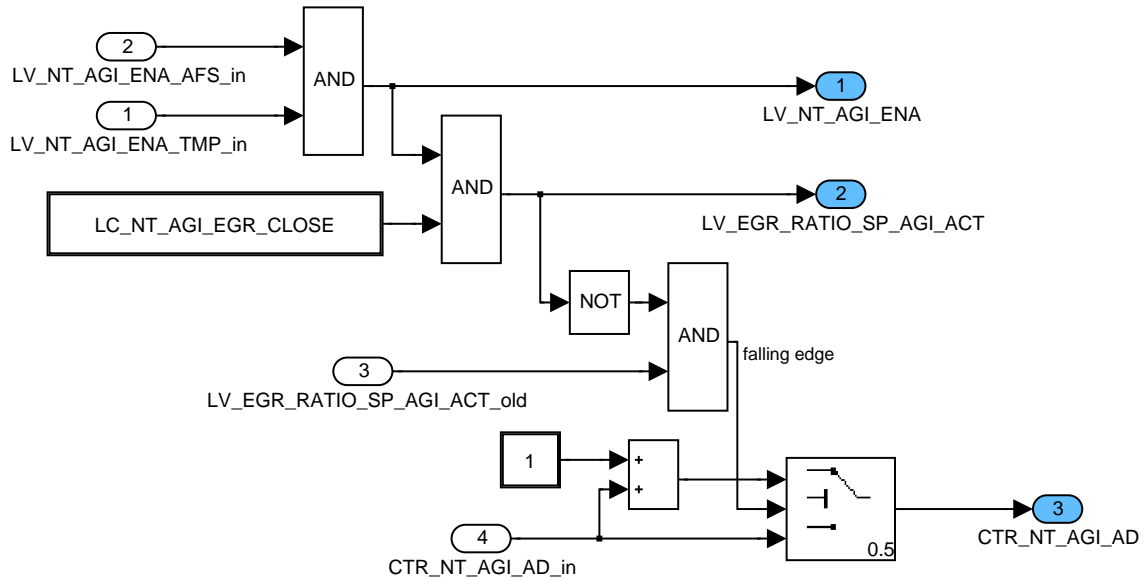 2
LV_NT_AGI_ENA_AFS_in
1
LV_NT_AGI_ENA_TMP_in
AND
1
LV_NT_AGI_ENA
LC_NT_AGI_EGR_CLOSE
AND
2
LV_EGR_RATIO_SP_AGI_ACT
NOT
AND
falling edge
3
LV_EGR_RATIO_SP_AGI_ACT_old
1
+
+
4
CTR_NT_AGI_AD_in
0.5
3
CTR_NT_AGI_AD